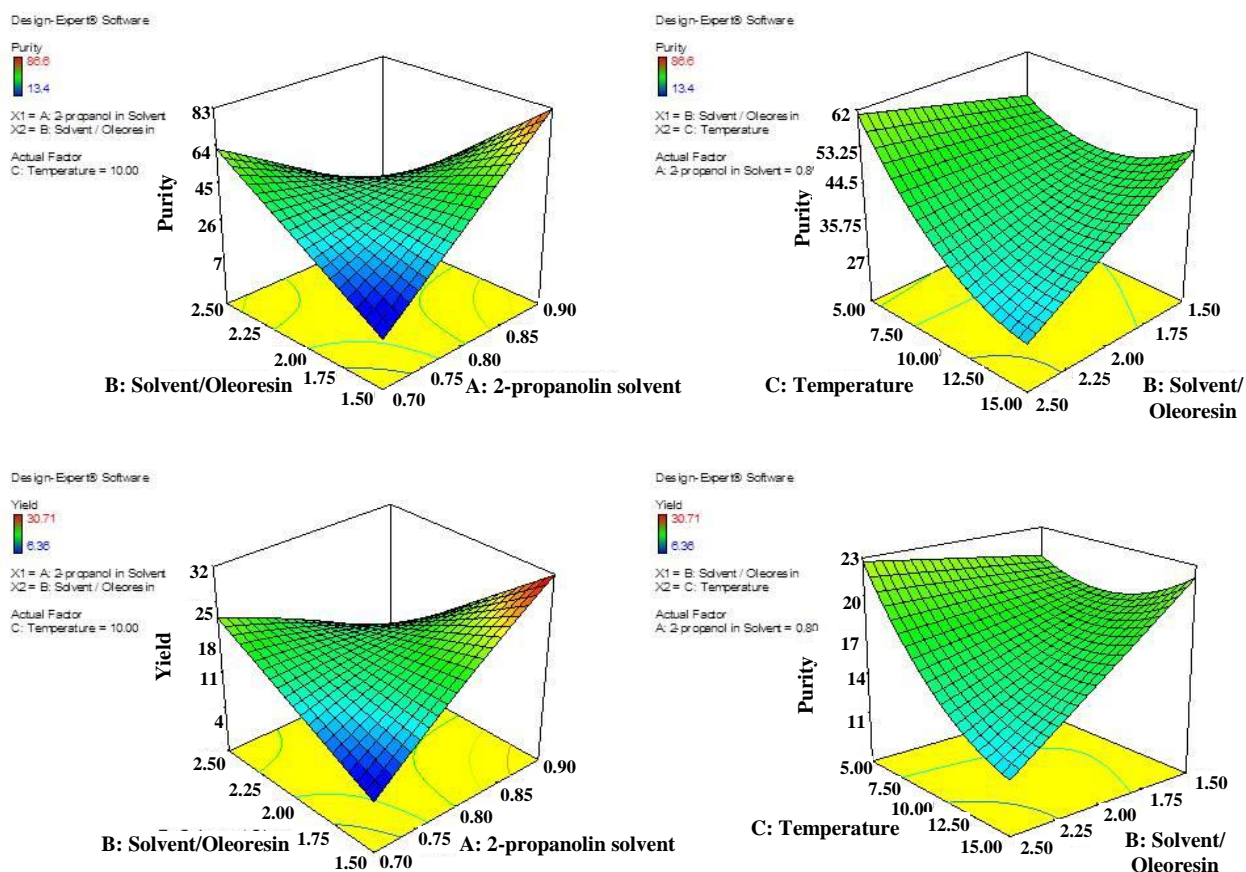 Design-Expert® Software
Purity
86.6
13.4
X1 = A: 2-propanol in Solvent
X2 = B: Solvent / Oleoresin
Actual Factor
C: Temperature = 10.00
83
64
45
26
7
Purity
2.50
2.25
2.00
1.75
1.50
0.70
0.75
0.80
0.85
0.90
B: Solvent/Oleoresin
A: 2-propanolin solvent
Design-Expert® Software
Purity
86.6
13.4
X1 = B: Solvent / Oleoresin
X2 = C: Temperature
Actual Factor
A: 2-propanol in Solvent = 0.8
62
53.25
44.5
35.75
27
Purity
5.00
7.50
10.00
12.50
15.00
2.50
2.25
2.00
1.75
1.50
C: Temperature
B: Solvent/
Oleoresin
Design-Expert® Software
Yield
30.71
6.36
X1 = A: 2-propanol in Solvent
X2 = B: Solvent / Oleoresin
Actual Factor
C: Temperature = 10.00
32
25
18
11
4
Yield
2.50
2.25
2.00
1.75
1.50
0.70
0.75
0.80
0.85
0.90
B: Solvent/Oleoresin
A: 2-propanolin solvent
Design-Expert® Software
Yield
30.71
6.36
X1 = B: Solvent / Oleoresin
X2 = C: Temperature
Actual Factor
A: 2-propanol in Solvent = 0.80
23
20
17
14
11
Purity
5.00
7.50
10.00
12.50
15.00
2.50
2.25
2.00
1.75
1.50
C: Temperature
B: Solvent/
Oleoresin